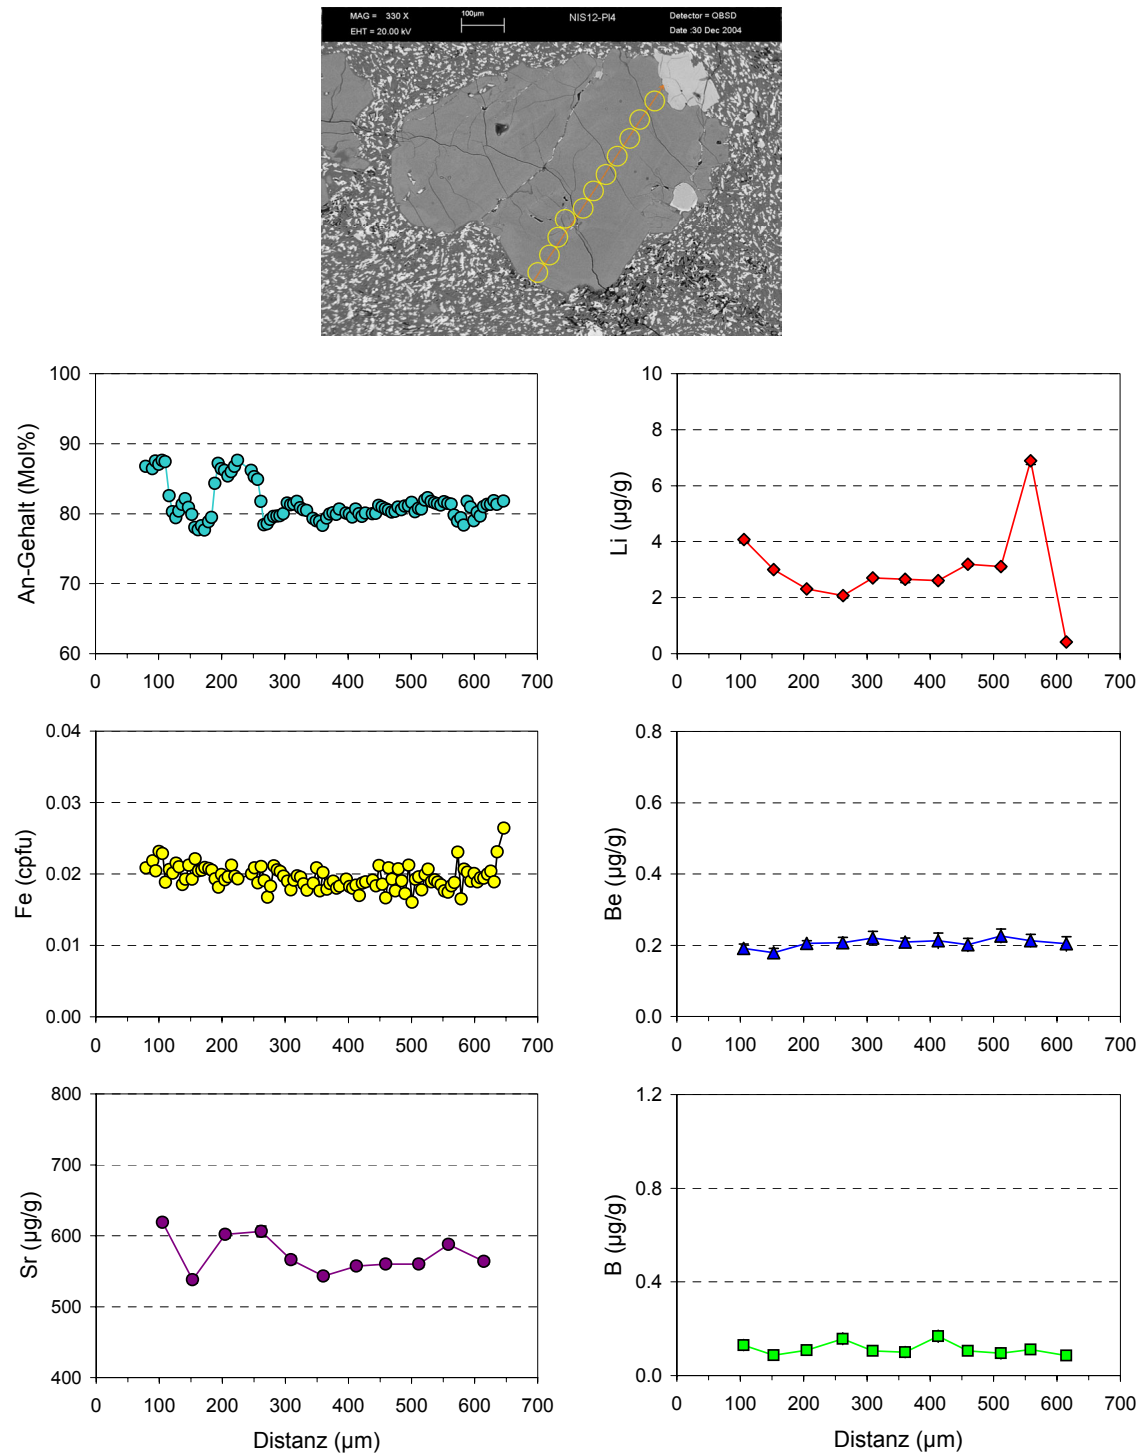 MAG = 330 X
100µm
NIS12-Pl4
Detector = QBSD
EHT = 20.00 kV
Date :30 Dec 2004
An-Gehalt (Mol%)
100
90
80
70
60
0 100 200 300 400 500 600 700
Li (µg/g)
10
8
6
4
2
0
0 100 200 300 400 500 600 700
Fe (cpfu)
0.04
0.03
0.02
0.01
0.00
0 100 200 300 400 500 600 700
Be (µg/g)
0.8
0.6
0.4
0.2
0.0
0 100 200 300 400 500 600 700
Sr (µg/g)
800
700
600
500
400
0 100 200 300 400 500 600 700
Distanz (µm)
B (µg/g)
1.2
0.8
0.4
0.0
0 100 200 300 400 500 600 700
Distanz (µm)